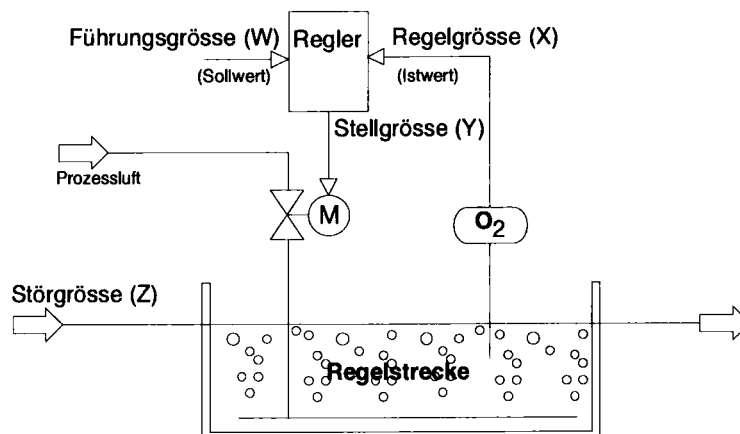 Führungsgrösse (W)
(Sollwert)
Regler
Regelgrösse (X)
(Istwert)
Stellgrösse (Y)
Prozessluft
M
O2
Störgrösse (Z)
Regelstrecke